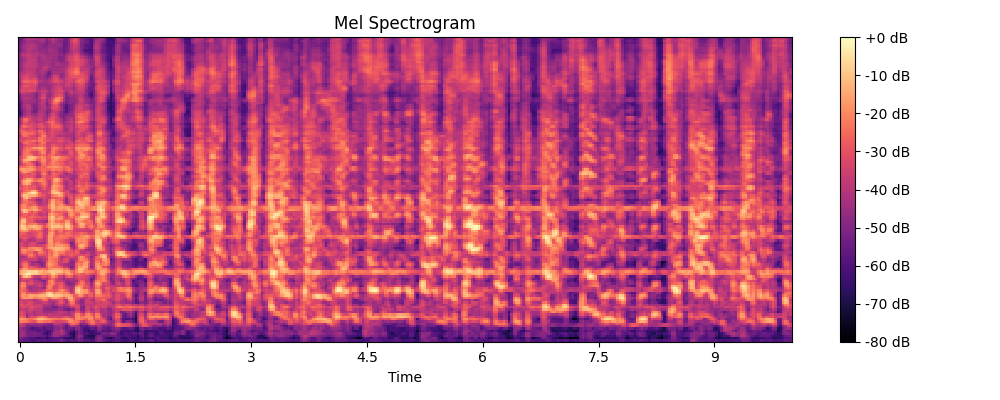 Mel Spectrogram
+0 dB
-10 dB
-20 dB
-30 dB
-40 dB
-50 dB
-60 dB
-70 dB
-80 dB
0 1.5 3 4.5 6 7.5 9
Time